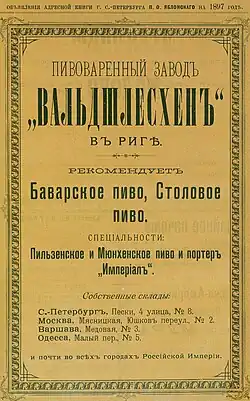 ОБЪЯВЛЕНІЯ АДРЕСНОЙ КНИГИ Г. С.-ПЕТЕРБУРГА П. О. ЯБЛОНСКАГО НА 1897 ГОДЪ.
ПИВОВАРЕННЫЙ ЗАВОДЪ
„ВАЛЬДШЛЕСХЕНЪ“
ВЪ РИГѢ.
РЕКОМЕНДУЕТЪ
Баварское пиво, Столовое
пиво.
СПЕЦІАЛЬНОСТИ:
Пильзенское и Мюнхенское пиво и портеръ
„Имперіалъ“.
Собственные склады:
С.-Петербургъ, Пески, 4 улица, № 8.
Москва, Мясницкая, Юшковъ переул., № 2.
Варшава, Медовая, № 3.
Одесса, Малый пер., № 5.
и почти во всѣхъ городахъ Россійской Имперіи.